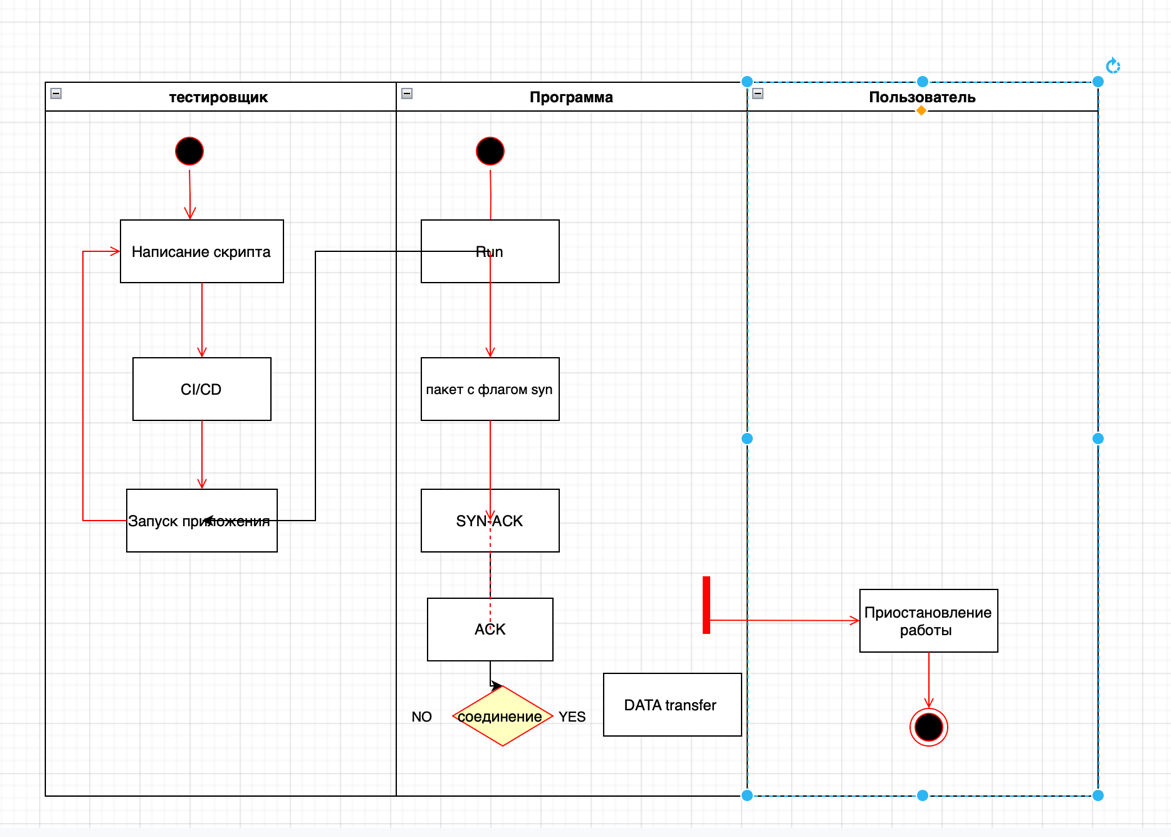 тестировщик
Программа
Пользователь
Написание скрипта
Run
CI/CD
пакет с флагом syn
Запуск приложения
SYN-ACK
ACK
Приостановление
работы
NO
соединение
YES
DATA transfer